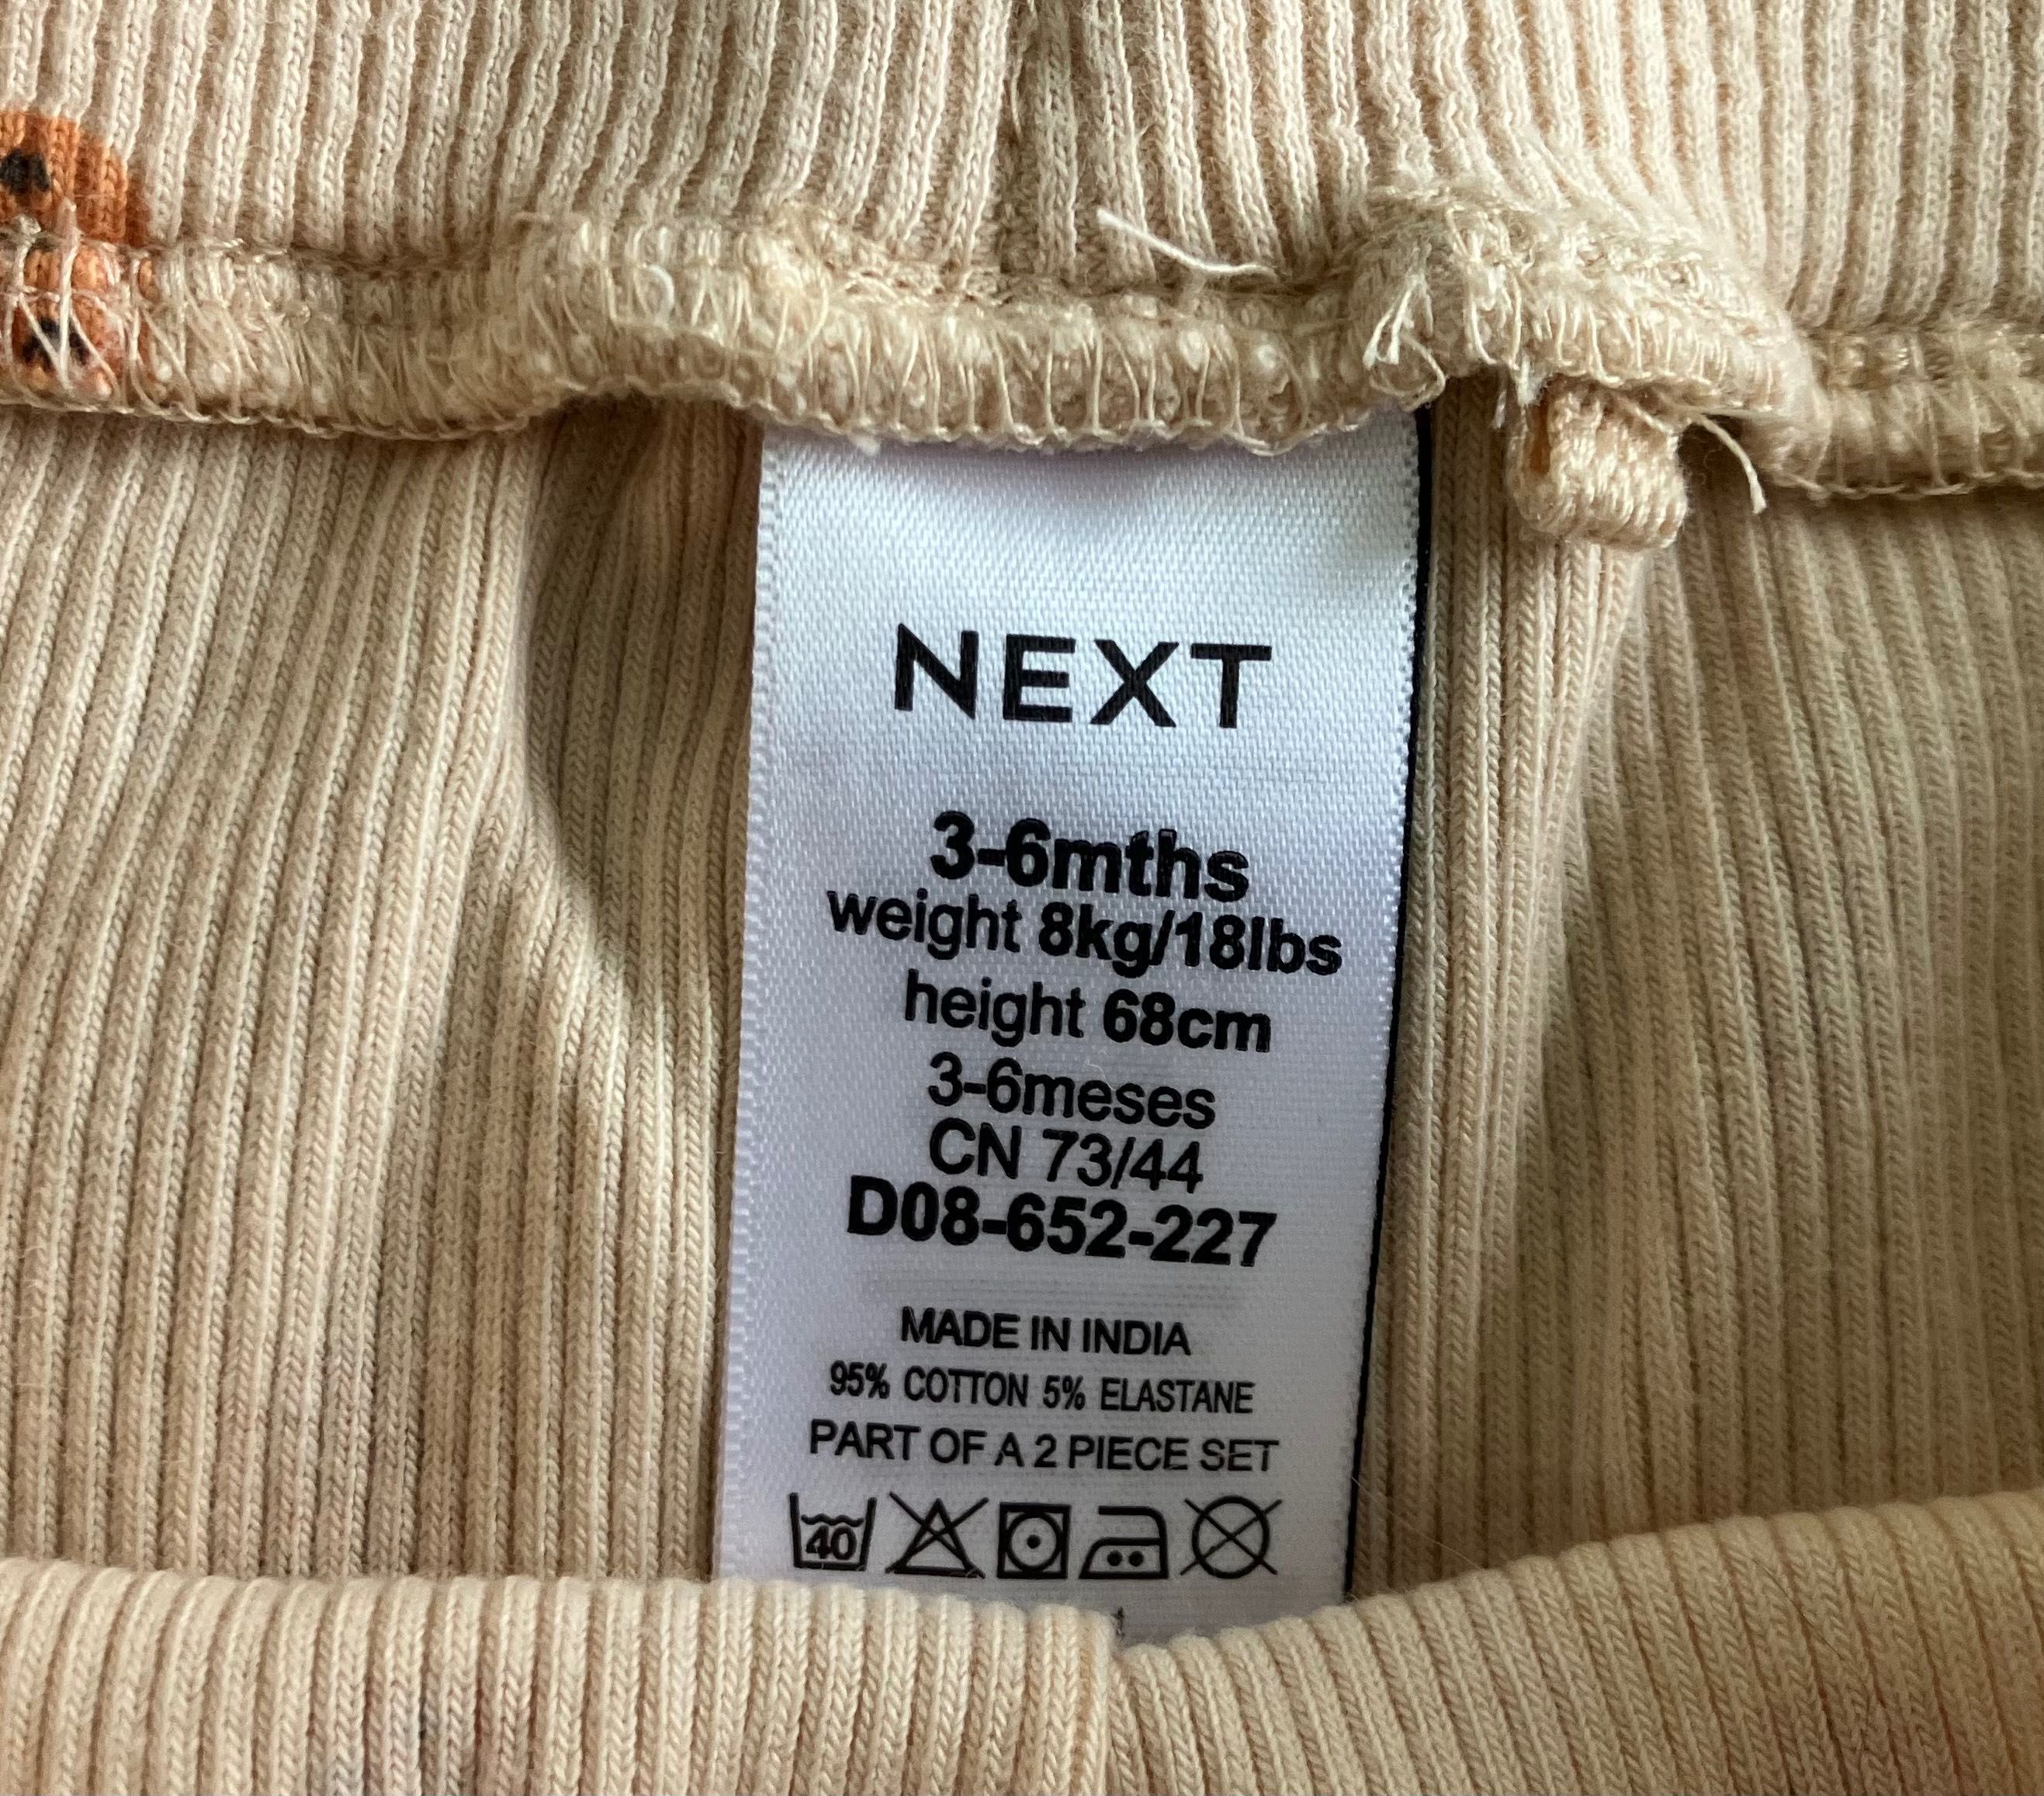 NEXT
3-6mths
weight 8kg/18lbs
height 68cm
3-6meses
CN 73/44
D08-652-227
MADE IN INDIA
95% COTTON 5% ELASTANE
PART OF A 2 PIECE SET
40